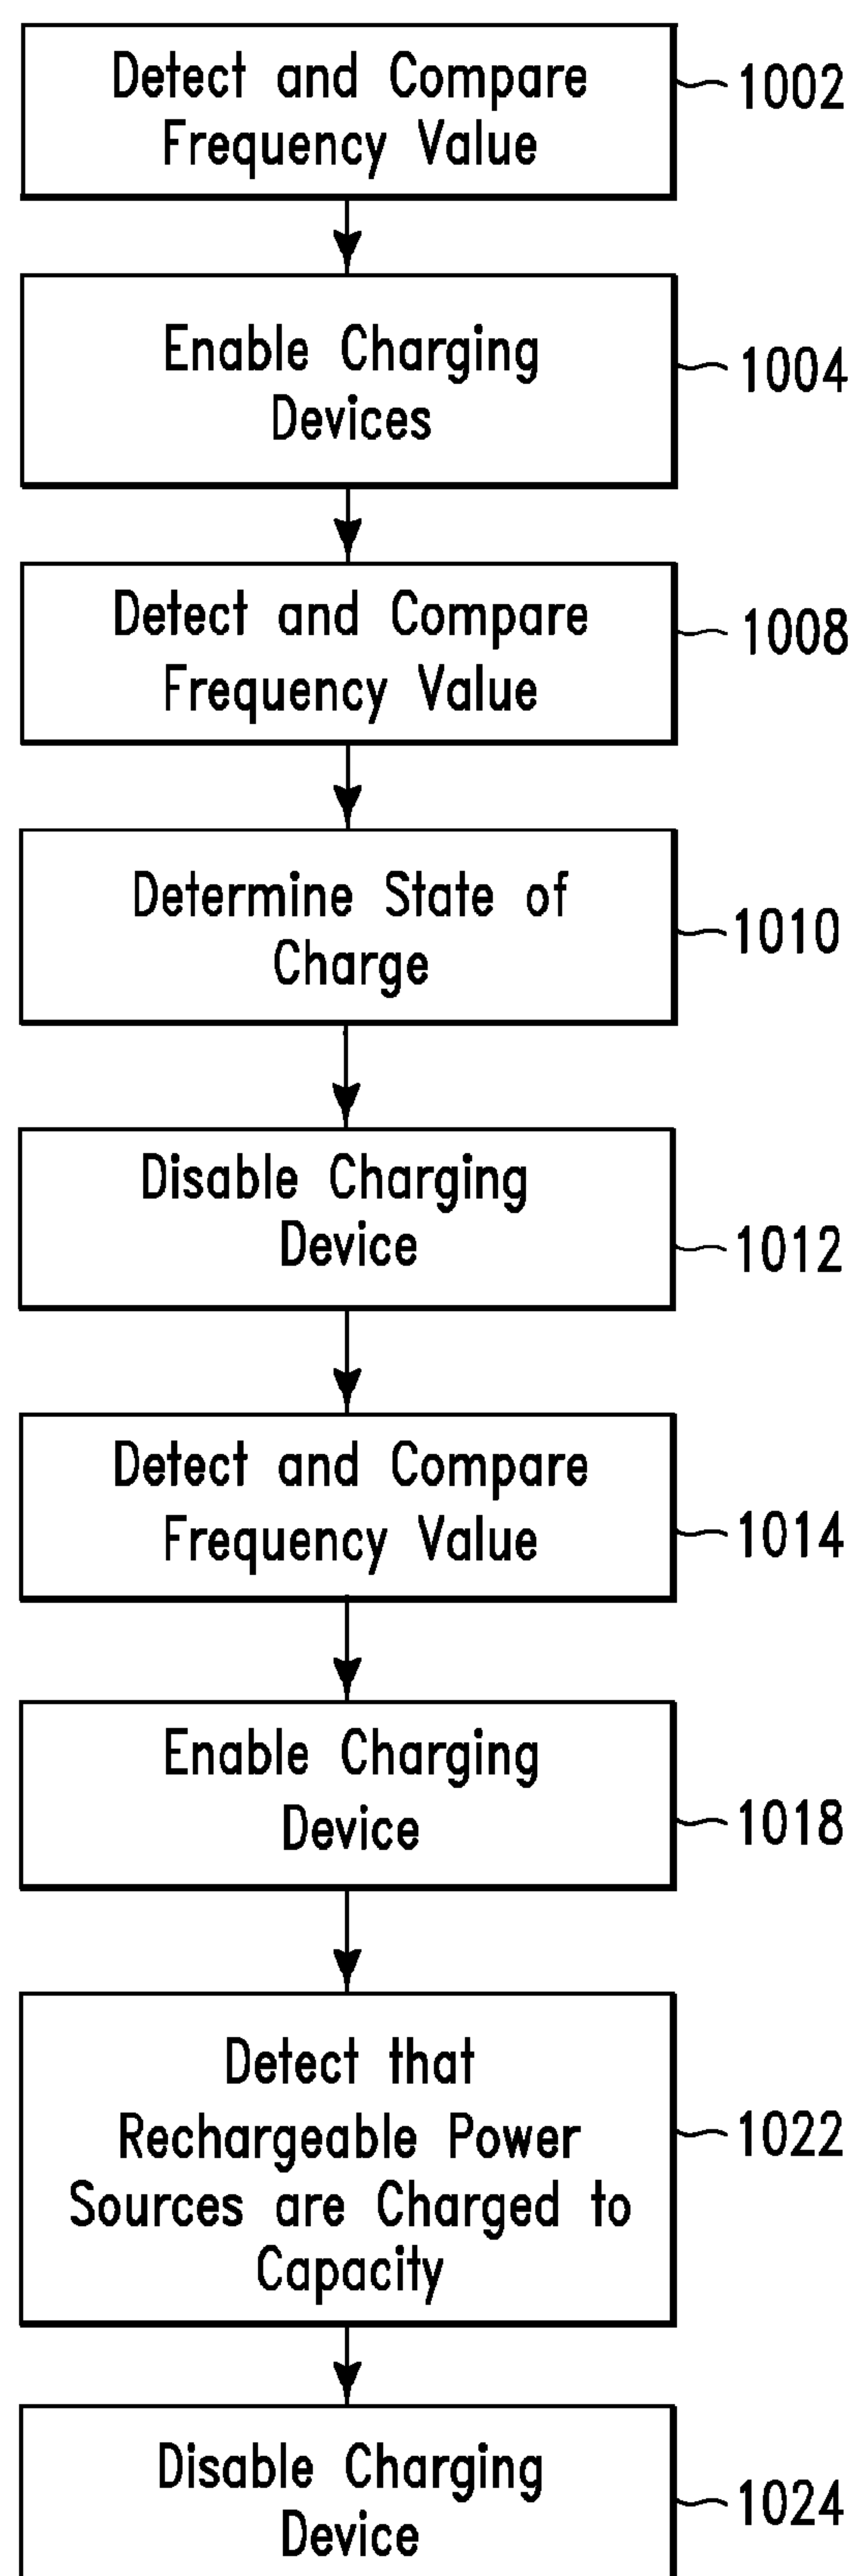 Detect and Compare
Frequency Value
1002
Enable Charging
Devices
1004
Detect and Compare
Frequency Value
1008
Determine State of
Charge
1010
Disable Charging
Device
1012
Detect and Compare
Frequency Value
1014
Enable Charging
Device
1018
Detect that
Rechargeable Power
Sources are Charged to
Capacity
1022
Disable Charging
Device
1024